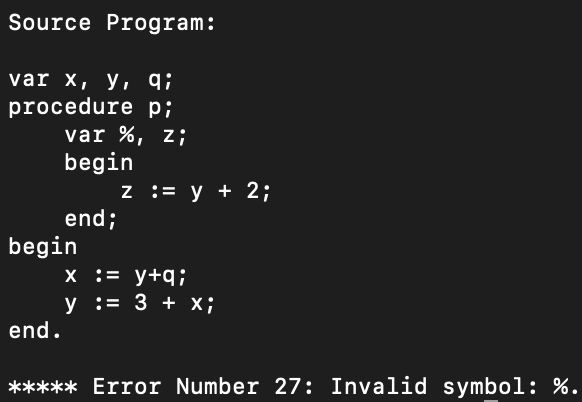 Source Program:
var x, y, q;
procedure p;
    var %, z;
    begin
        z := y + 2;
    end;
begin
    x := y+q;
    y := 3 + x;
end.
***** Error Number 27: Invalid symbol: %.